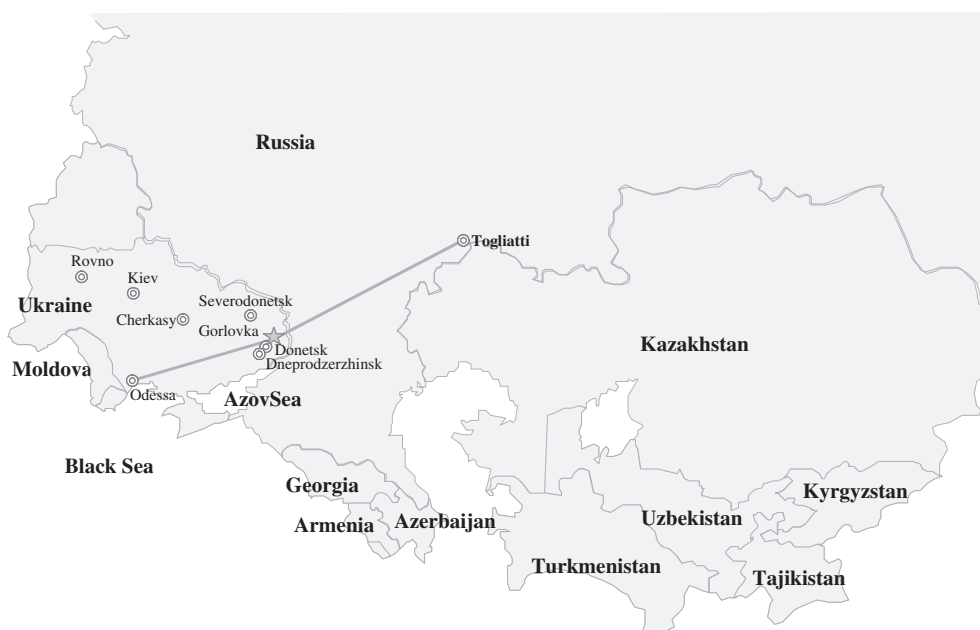 Russia
Togliatti
Rovno
Kiev
Ukraine
Severodonetsk
Cherkasy
Gorlovka
Donetsk
Dneprodzerzhinsk
Moldova
Kazakhstan
Odessa
AzovSea
Black Sea
Georgia
Kyrgyzstan
Armenia
Azerbaijan
Uzbekistan
Turkmenistan
Tajikistan